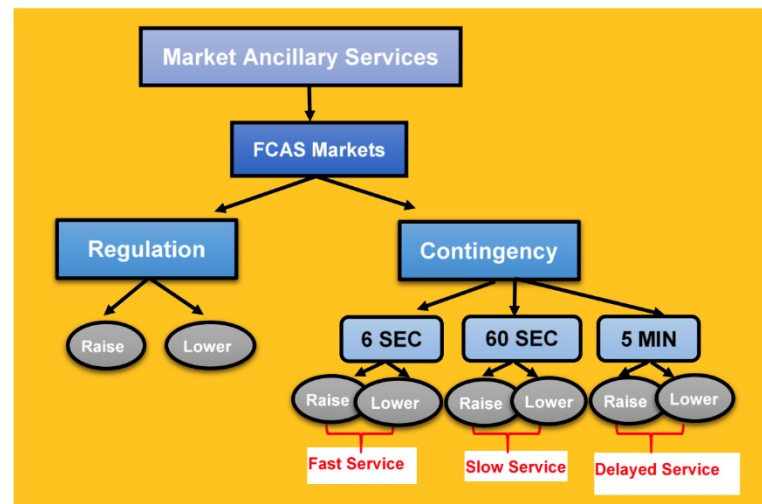 Market Ancillary Services
FCAS Markets
Regulation
Contingency
Raise
Lower
6 SEC
60 SEC
5 MIN
Raise
Lower
Raise
Lower
Raise
Lower
Fast Service
Slow Service
Delayed Service